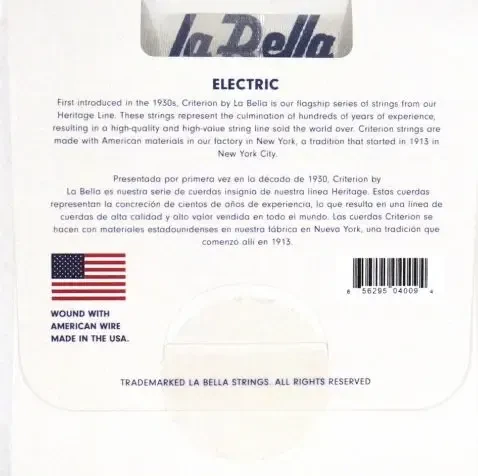 la Bella
ELECTRIC
First introduced in the 1930s, Criterion by La Bella is our flagship series of strings from our
Heritage Line. These strings represent the culmination of hundreds of years of experience,
resulting in a high-quality and high-value string line sold the world over. Criterion strings are
made with American materials in our factory in New York, a tradition that started in 1913 in
New York City.
Presentada por primera vez en la década de 1930, Criterion by
La Bella es nuestra serie de cuerdas insignia de nuestra línea Heritage. Estas cuerdas
representan la concreción de cientos de años de experiencia, lo que resulta en una línea de
cuerdas de alta calidad y alto valor vendida en todo el mundo. Las cuerdas Criterion se
hacen con materiales estadounidenses en nuestra fábrica en Nueva York, una tradición que
comenzó allí en 1913.
WOUND WITH
AMERICAN WIRE
MADE IN THE USA.
8 56295 04009 4
TRADEMARKED LA BELLA STRINGS. ALL RIGHTS RESERVED